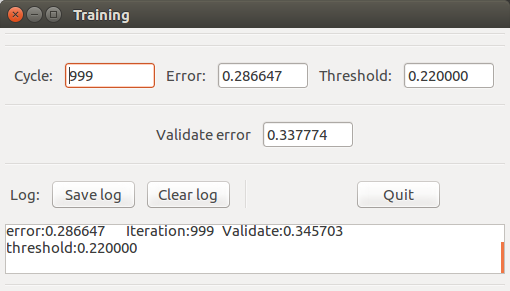 Training
Cycle: 999 Error: 0.286647 Threshold: 0.220000
Validate error 0.337774
Log: Save log Clear log Quit
error:0.286647 Iteration:999 Validate:0.345703
threshold:0.220000